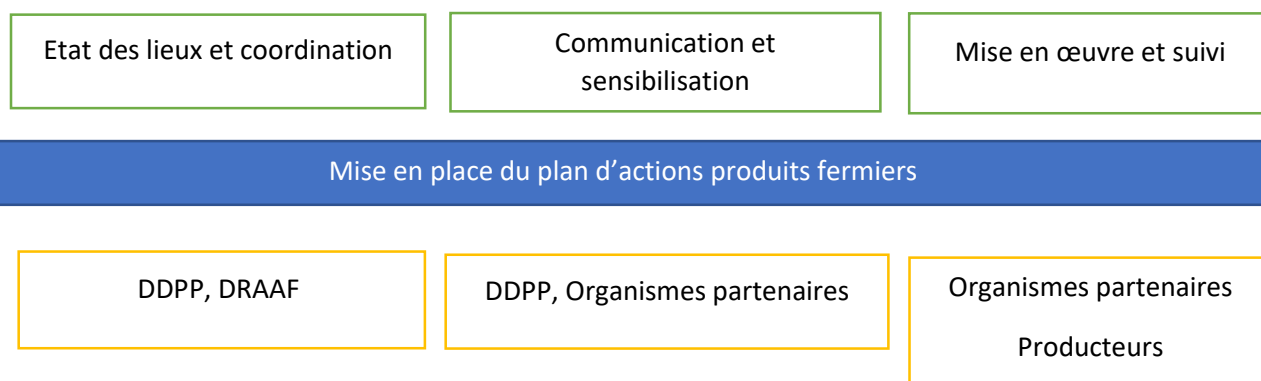 Etat des lieux et coordination
Communication et
sensibilisation
Mise en œuvre et suivi
Mise en place du plan d’actions produits fermiers
DDPP, DRAAF
DDPP, Organismes partenaires
Organismes partenaires
Producteurs